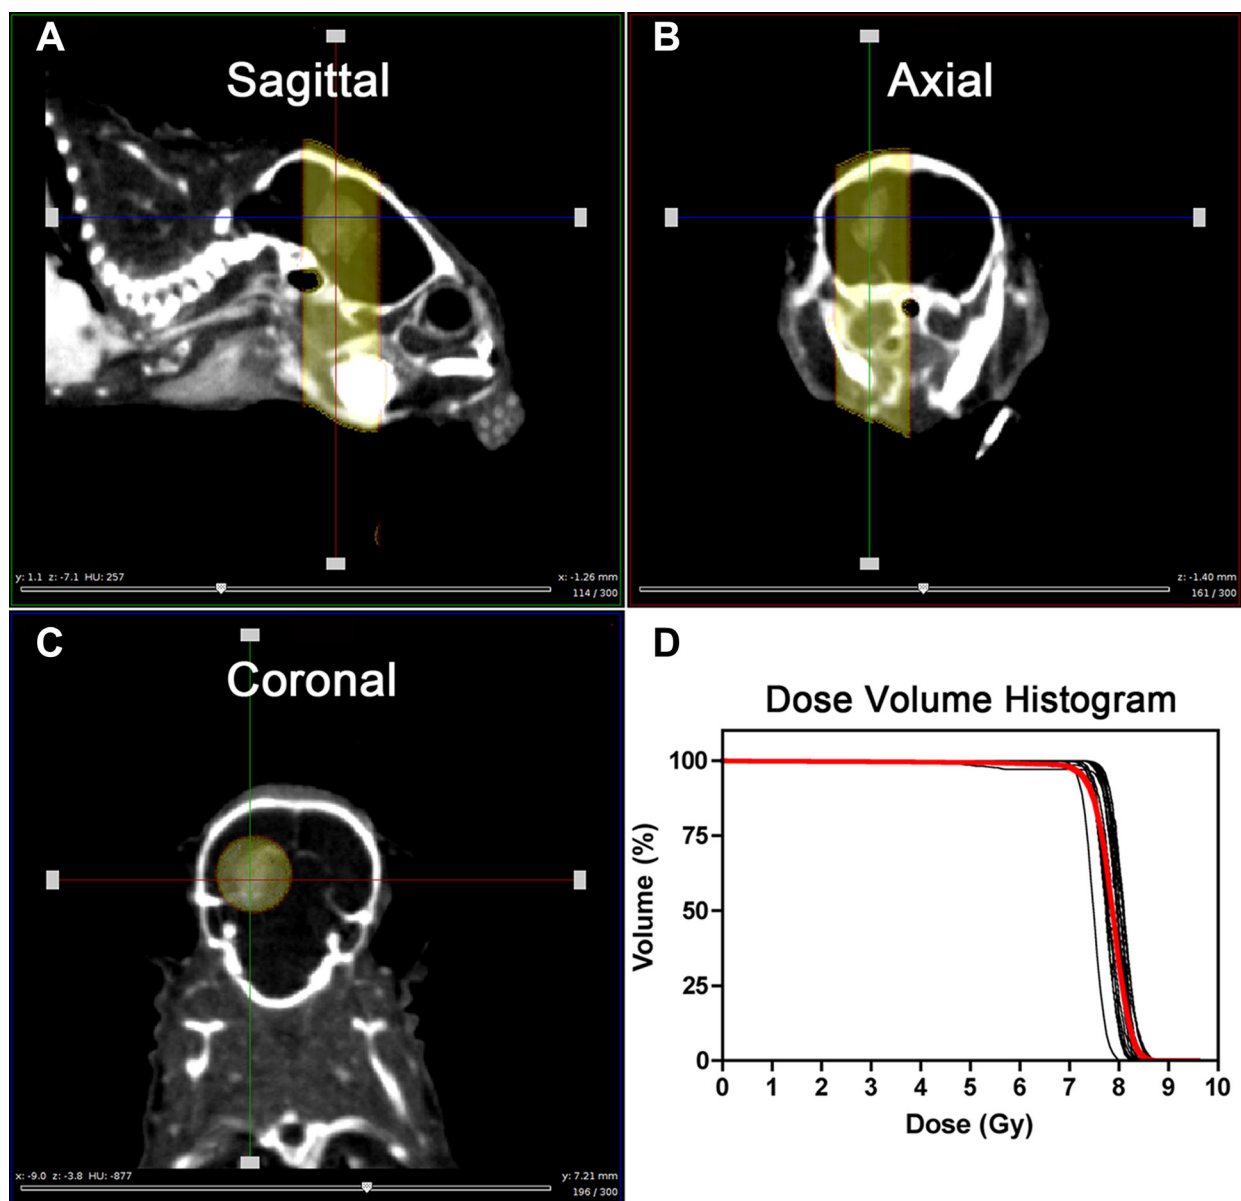 A
Sagittal
y: 1.1 z: -7.1 HU: 257
x: -1.26 mm
114 / 300
B
Axial
z: -1.40 mm
161 / 300
C
Coronal
x: -9.0 z: -3.8 HU: -877
y: 7.21 mm
196 / 300
D
Dose Volume Histogram
Volume (%)
100
75
50
25
0
0 1 2 3 4 5 6 7 8 9 10
Dose (Gy)